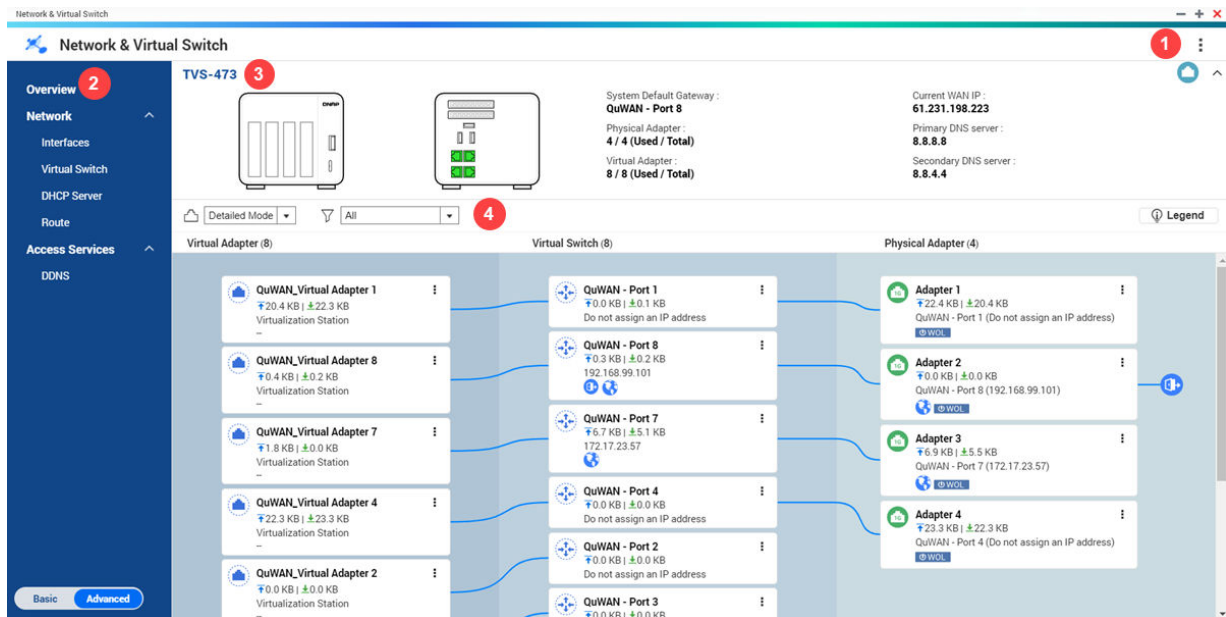 Network & Virtual Switch
Network & Virtual Switch
1
Overview
2
Network
Interfaces
Virtual Switch
DHCP Server
Route
Access Services
DDNS
Basic
Advanced
TVS-473
3
QNAP
System Default Gateway :
QuWAN - Port 8
Physical Adapter :
4 / 4 (Used / Total)
Virtual Adapter :
8 / 8 (Used / Total)
Current WAN IP :
61.231.198.223
Primary DNS server :
8.8.8.8
Secondary DNS server :
8.8.4.4
Detailed Mode
All
4
Legend
Virtual Adapter (8)
Virtual Switch (8)
Physical Adapter (4)
QuWAN_Virtual Adapter 1
20.4 KB | 22.3 KB
Virtualization Station
--
QuWAN_Virtual Adapter 8
0.4 KB | 0.2 KB
Virtualization Station
--
QuWAN_Virtual Adapter 7
1.8 KB | 0.0 KB
Virtualization Station
--
QuWAN_Virtual Adapter 4
22.3 KB | 23.3 KB
Virtualization Station
--
QuWAN_Virtual Adapter 2
0.0 KB | 0.0 KB
Virtualization Station
QuWAN - Port 1
0.0 KB | 0.1 KB
Do not assign an IP address
QuWAN - Port 8
0.3 KB | 0.2 KB
192.168.99.101
QuWAN - Port 7
6.7 KB | 5.1 KB
172.17.23.57
QuWAN - Port 4
0.0 KB | 0.0 KB
Do not assign an IP address
QuWAN - Port 2
0.0 KB | 0.0 KB
Do not assign an IP address
QuWAN - Port 3
0.0 KB | 0.0 KB
1G
Adapter 1
22.4 KB | 20.4 KB
QuWAN - Port 1 (Do not assign an IP address)
WOL
1G
Adapter 2
0.0 KB | 0.0 KB
QuWAN - Port 8 (192.168.99.101)
WOL
1G
Adapter 3
6.9 KB | 5.5 KB
QuWAN - Port 7 (172.17.23.57)
WOL
1G
Adapter 4
23.3 KB | 22.3 KB
QuWAN - Port 4 (Do not assign an IP address)
WOL